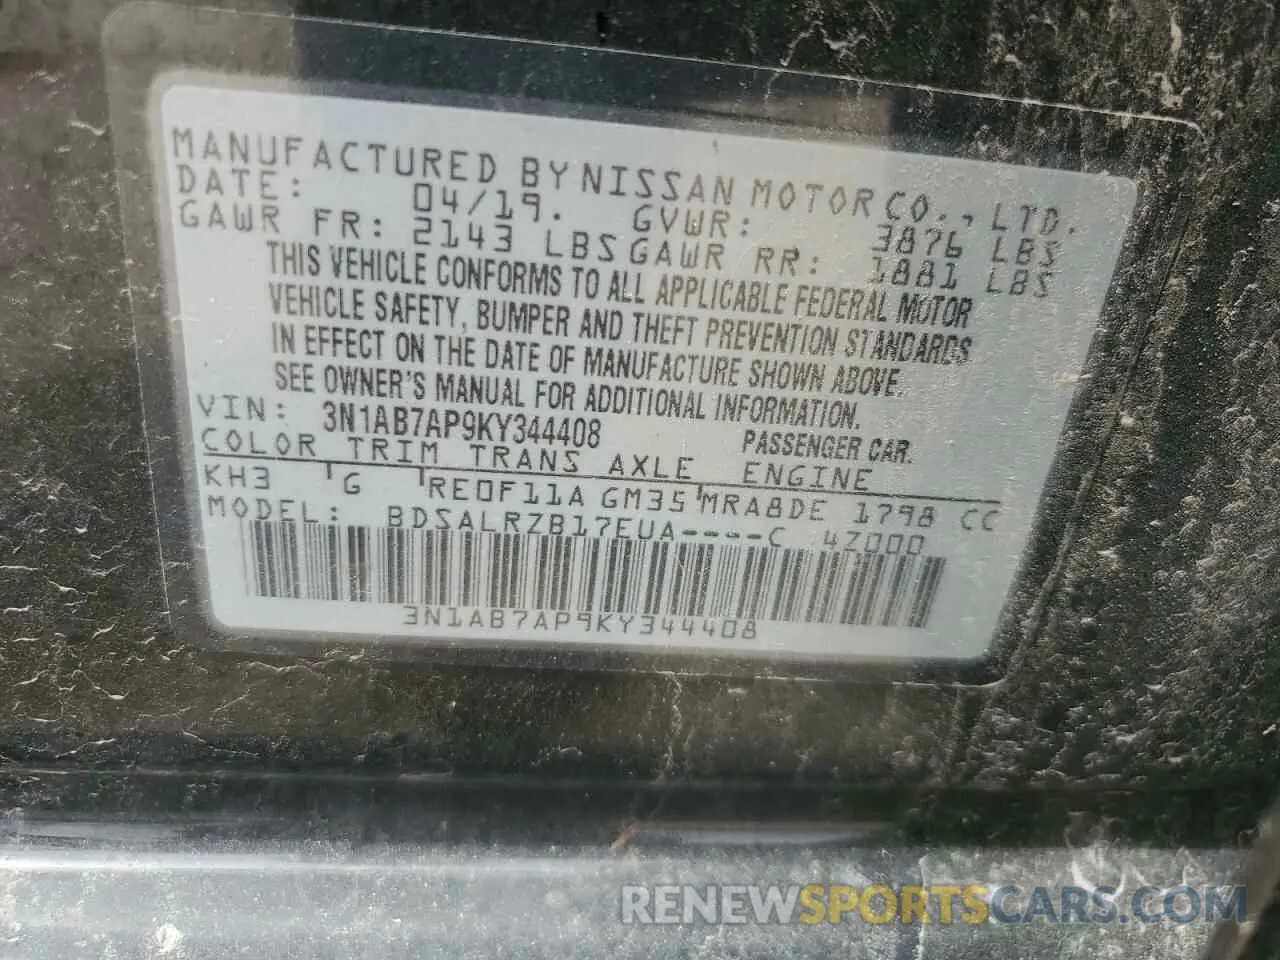 MANUFACTURED BY NISSAN MOTOR CO., LTD.
DATE: 04/19. GVWR: 3876 LBS
GAWR FR: 2143 LBS GAWR RR: 1881 LBS
THIS VEHICLE CONFORMS TO ALL APPLICABLE FEDERAL MOTOR
VEHICLE SAFETY, BUMPER AND THEFT PREVENTION STANDARDS
IN EFFECT ON THE DATE OF MANUFACTURE SHOWN ABOVE.
SEE OWNER'S MANUAL FOR ADDITIONAL INFORMATION.
VIN: 3N1AB7AP9KY344408 PASSENGER CAR.
COLOR TRIM TRANS AXLE ENGINE
KH3 G RE0F11A GM35 MRA8DE 1798 CC
MODEL: BDSALRZB17EUA----C 4Z000
3N1AB7AP9KY344408
RENEWSPORTSCARS.COM